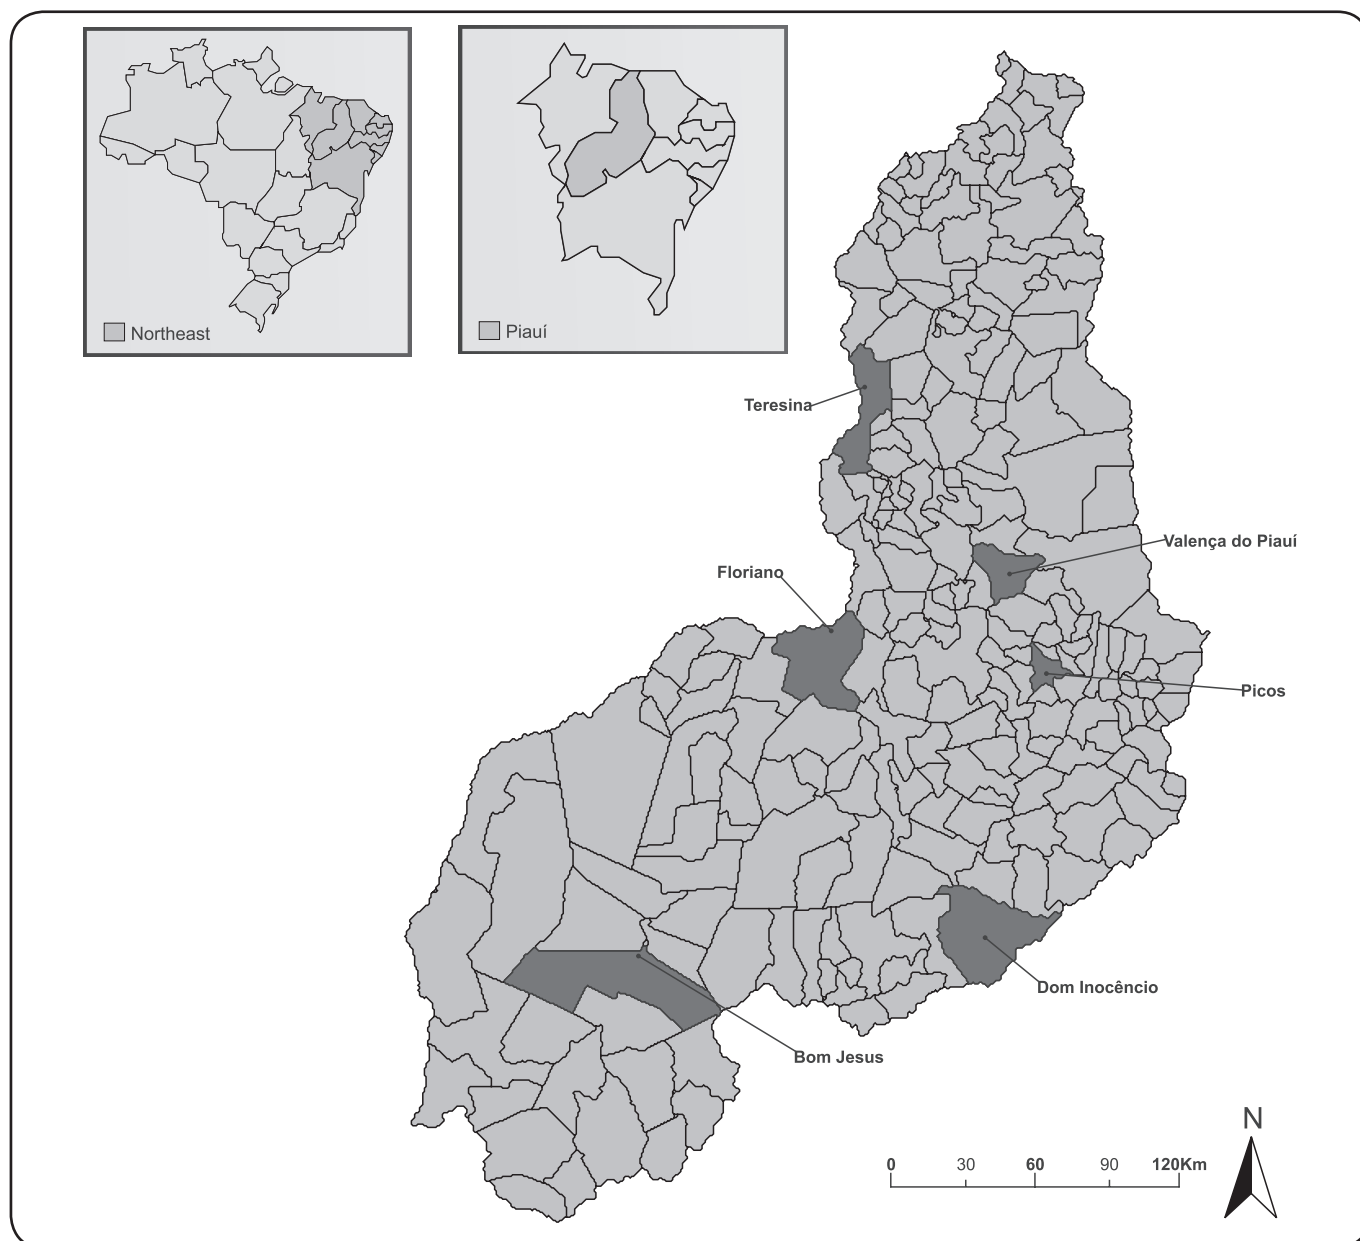 Northeast
Piauí
Teresina
Valença do Piauí
Floriano
Picos
Dom Inocêncio
Bom Jesus
N
0 30 60 90 120Km